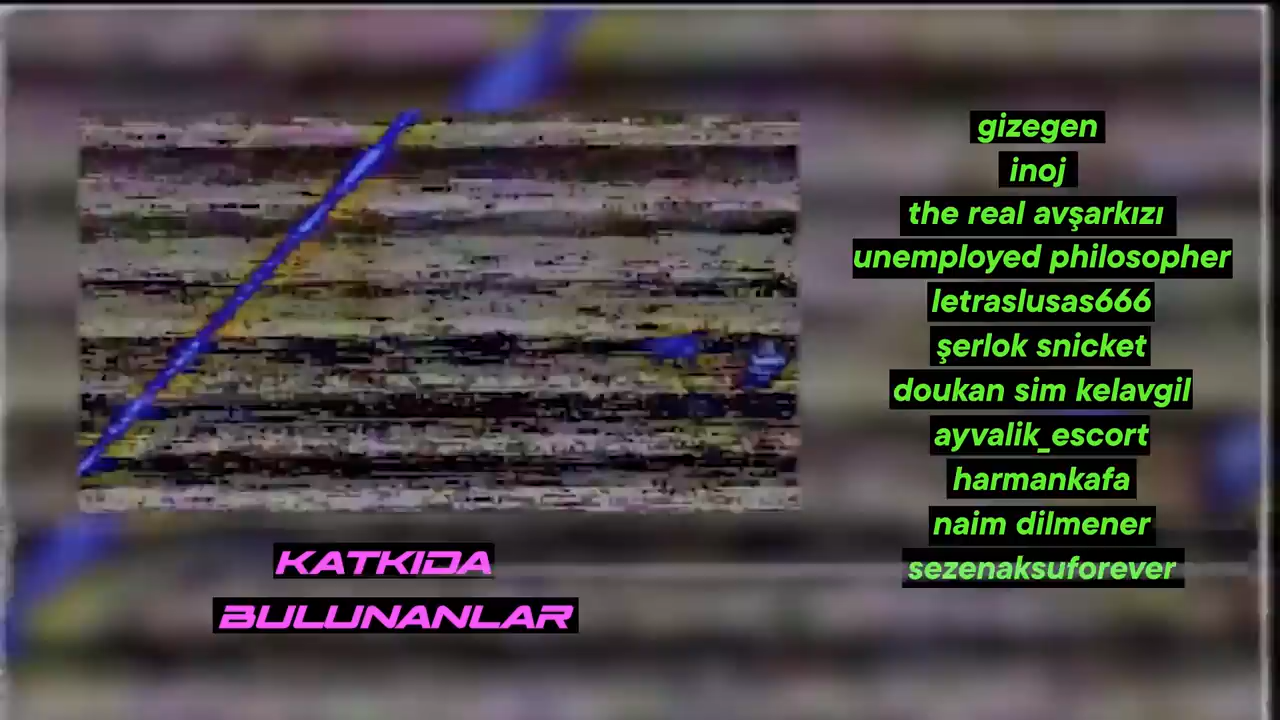 gizegen
inoj
the real avşarkızı
unemployed philosopher
letraslusas666
şerlok snicket
doukan sim kelavgil
ayvalik_escort
harmankafa
naim dilmener
sezenaksuforever
KATKIDA
BULUNANLAR